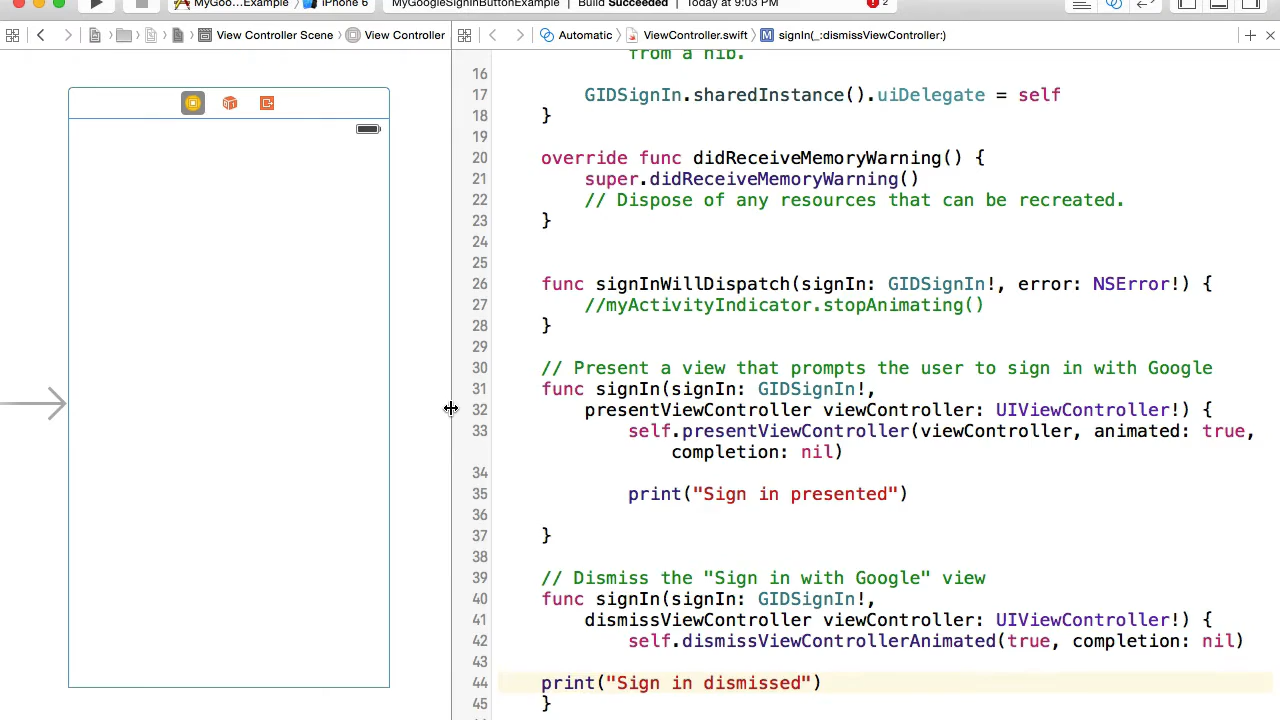 MyGoo...Example iPhone 6 MyGoogleSignInButtonExample | Build Succeeded | Today at 9:03 PM 2
View Controller Scene View Controller Automatic ViewController.swift M signIn(_:dismissViewController:)
from a nib.
16
17 GIDSignIn.sharedInstance().uiDelegate = self
18 }
19
20 override func didReceiveMemoryWarning() {
21 super.didReceiveMemoryWarning()
22 // Dispose of any resources that can be recreated.
23 }
24
25
26 func signInWillDispatch(signIn: GIDSignIn!, error: NSError!) {
27 //myActivityIndicator.stopAnimating()
28 }
29
30 // Present a view that prompts the user to sign in with Google
31 func signIn(signIn: GIDSignIn!,
32 presentViewController viewController: UIViewController!) {
33 self.presentViewController(viewController, animated: true,
completion: nil)
34
35 print("Sign in presented")
36
37 }
38
39 // Dismiss the "Sign in with Google" view
40 func signIn(signIn: GIDSignIn!,
41 dismissViewController viewController: UIViewController!) {
42 self.dismissViewControllerAnimated(true, completion: nil)
43
44 print("Sign in dismissed")
45 }